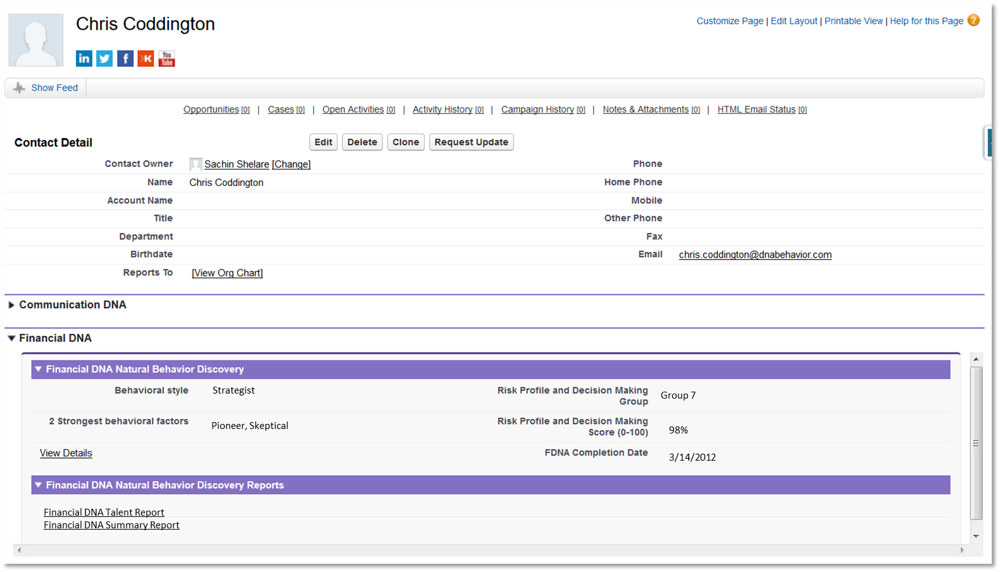 Chris Coddington
Customize Page | Edit Layout | Printable View | Help for this Page ?
in f K You Tube
Show Feed
Opportunities [0] | Cases [0] | Open Activities [0] | Activity History [0] | Campaign History [0] | Notes & Attachments [0] | HTML Email Status [0]
Contact Detail Edit Delete Clone Request Update
Contact Owner Sachin Shelare [Change] Phone
Name Chris Coddington Home Phone
Account Name Mobile
Title Other Phone
Department Fax
Birthdate Email chris.coddington@dnabehavior.com
Reports To [View Org Chart]
Communication DNA
Financial DNA
Financial DNA Natural Behavior Discovery
Behavioral style Strategist Risk Profile and Decision Making
Group Group 7
2 Strongest behavioral factors Pioneer, Skeptical Risk Profile and Decision Making
Score (0-100) 98%
View Details FDNA Completion Date 3/14/2012
Financial DNA Natural Behavior Discovery Reports
Financial DNA Talent Report
Financial DNA Summary Report